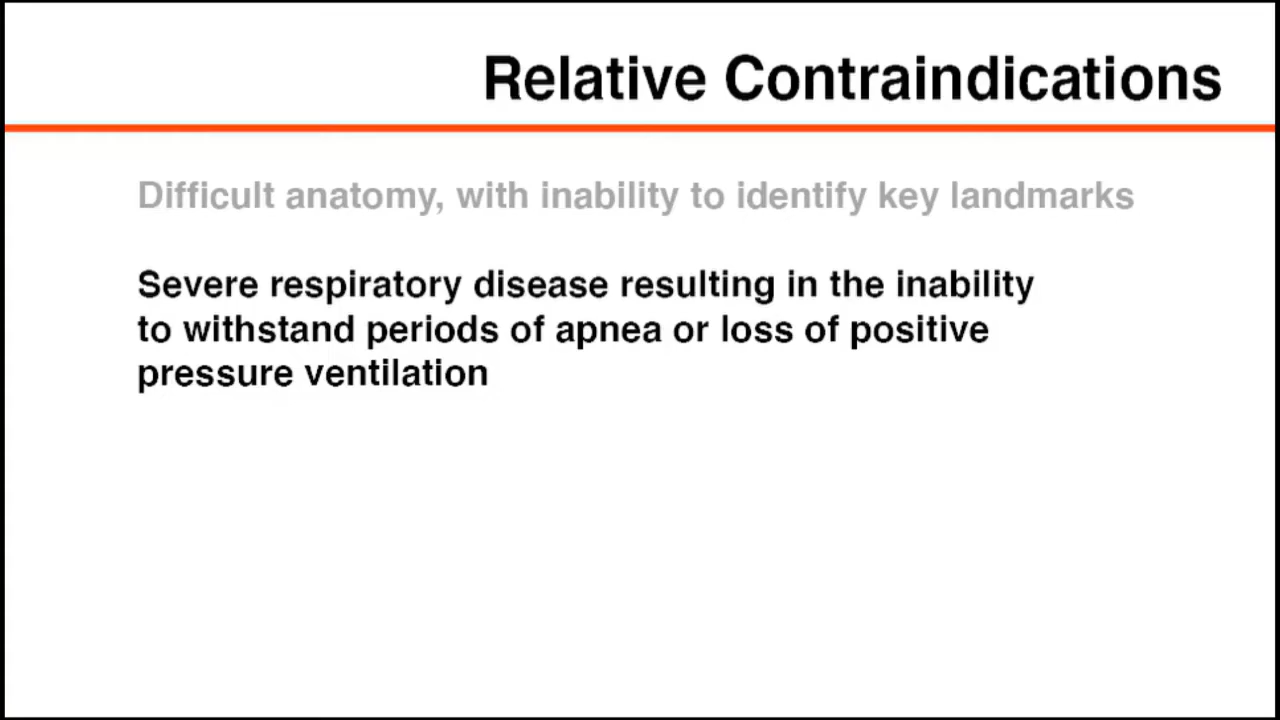 Relative Contraindications
Difficult anatomy, with inability to identify key landmarks
Severe respiratory disease resulting in the inability
to withstand periods of apnea or loss of positive
pressure ventilation